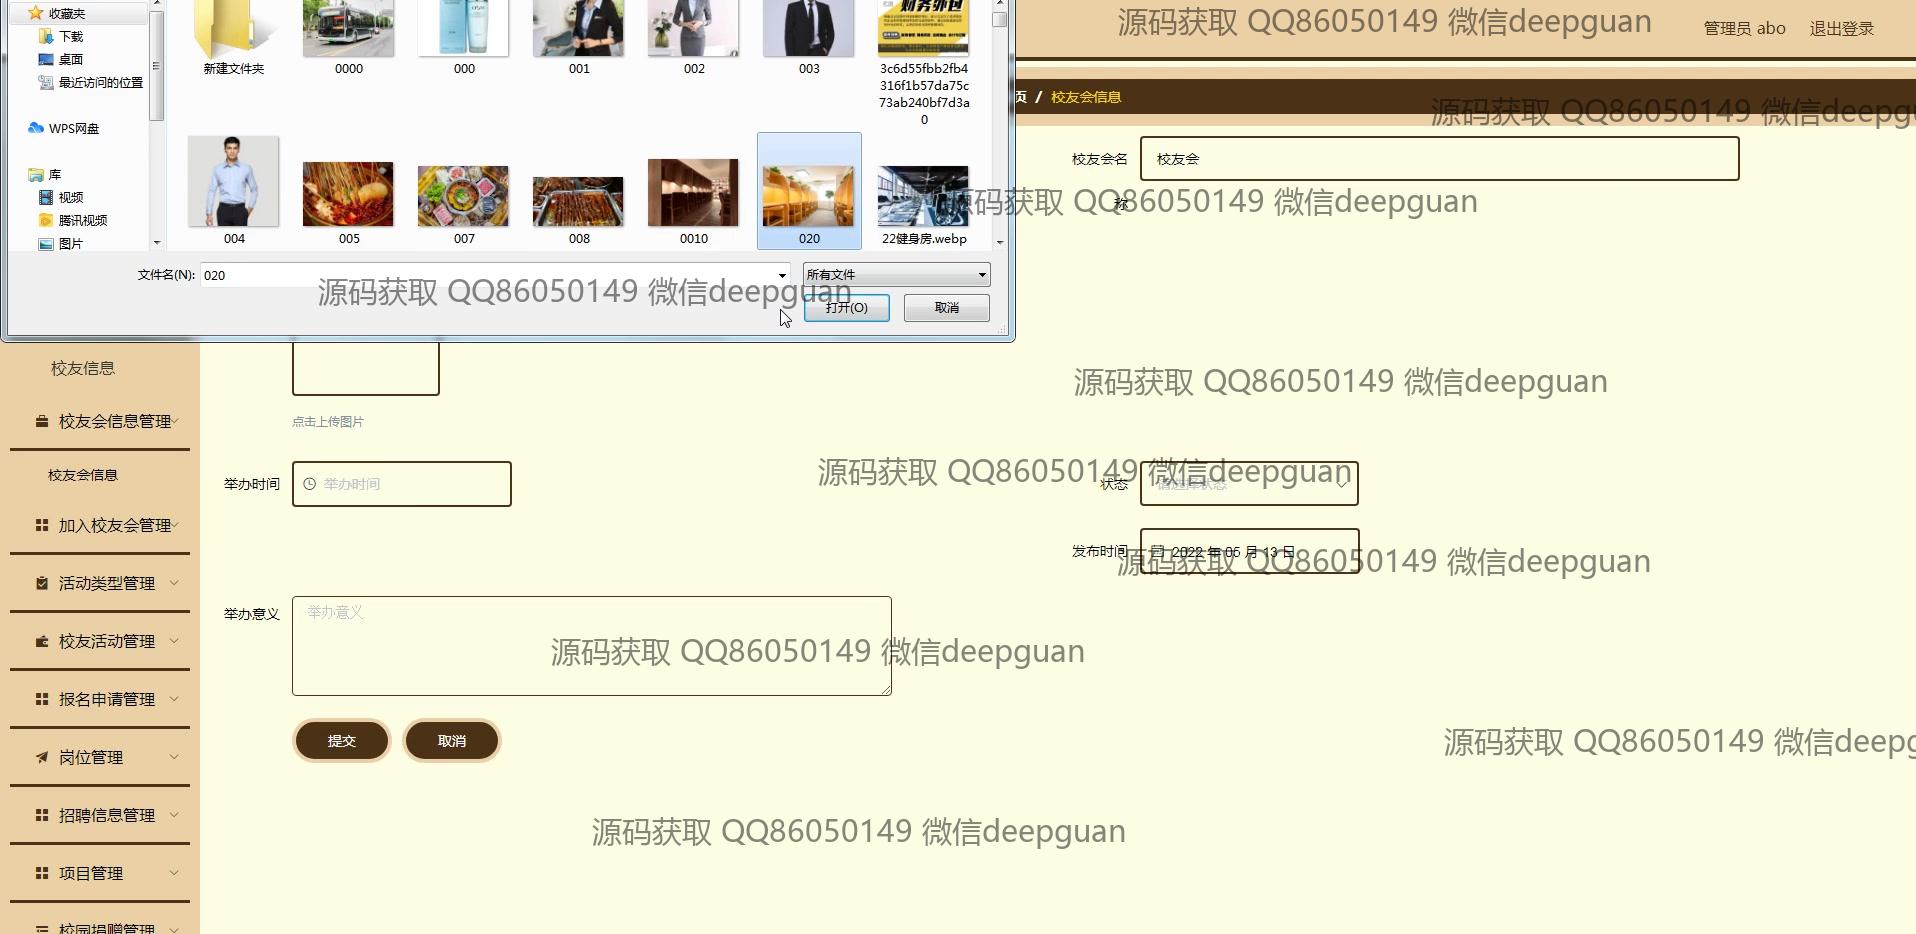 收藏夹
下载
桌面
最近访问的位置
WPS网盘
库
视频
腾讯视频
图片
新建文件夹
0000
000
001
002
003
财务外包
3c6d55fbb2fb4
316f1b57da75c
73ab240bf7d3a
0
004
005
007
008
0010
020
22健身房.webp
文件名(N):
020
所有文件
打开(O)
取消
源码获取 QQ86050149 微信deepguan
管理员 abo
退出登录
页 / 校友会信息
源码获取 QQ86050149 微信deepg
校友会名
称
校友会
源码获取 QQ86050149 微信deepguan
源码获取 QQ86050149 微信deepguan
校友信息
校友会信息管理
校友会信息
加入校友会管理
活动类型管理
校友活动管理
报名申请管理
岗位管理
招聘信息管理
项目管理
校园捐赠管理
源码获取 QQ86050149 微信deepguan
点击上传图片
举办时间
举办时间
源码获取 QQ86050149 微信deepguan
状态
请选择状态
发布时间
2022 年 05 月 13 日
源码获取 QQ86050149 微信deepguan
举办意义
举办意义
源码获取 QQ86050149 微信deepguan
提交
取消
源码获取 QQ86050149 微信deepg
源码获取 QQ86050149 微信deepguan